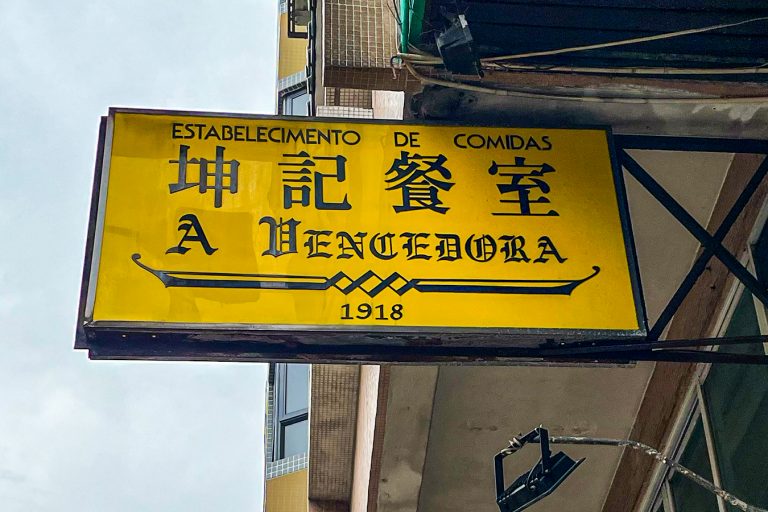 ESTABELECIMENTO DE COMIDAS
坤記餐室
A VENCEDORA
1918